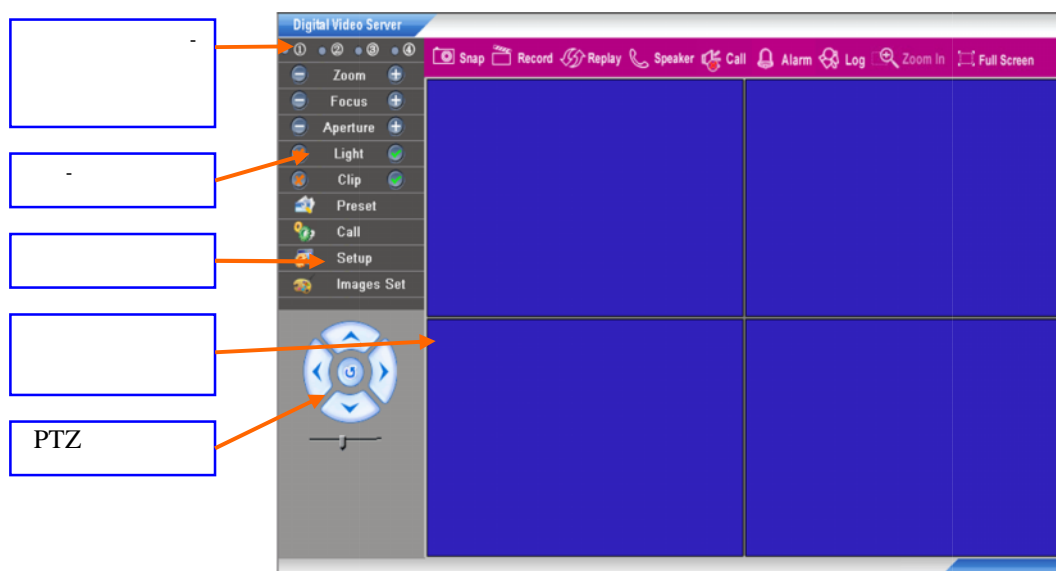 Digital Video Server
-
① ② ③ ④
Snap Record Replay Speaker Call Alarm Log Zoom In Full Screen
Zoom
Focus
Aperture
-
Light
Clip
Preset
Call
Setup
Images Set
PTZ